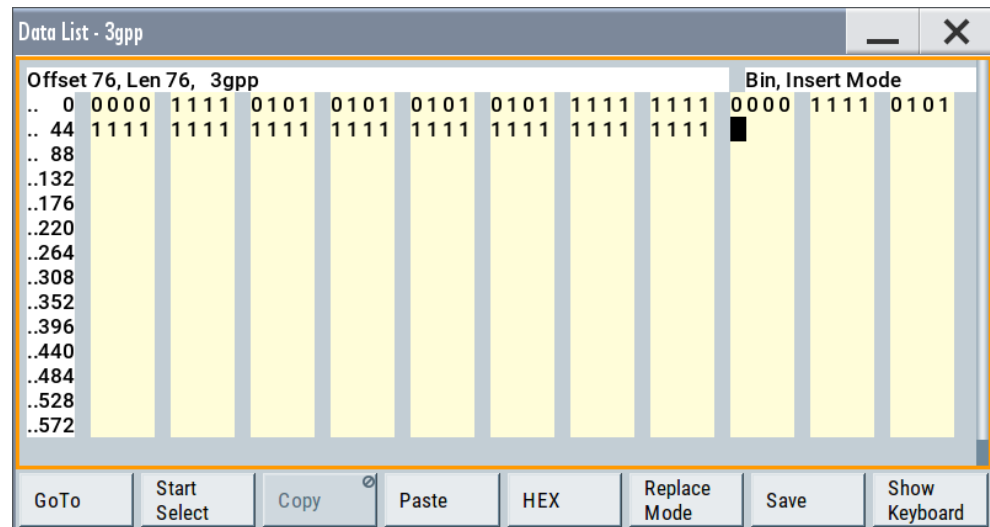 Data List - 3gpp
Offset 76, Len 76, 3gpp Bin, Insert Mode
.. 0 0000 1111 0101 0101 0101 0101 1111 1111 0000 1111 0101
.. 44 1111 1111 1111 1111 1111 1111 1111 1111
.. 88
..132
..176
..220
..264
..308
..352
..396
..440
..484
..528
..572
GoTo Start Select Copy Paste HEX Replace Mode Save Show Keyboard